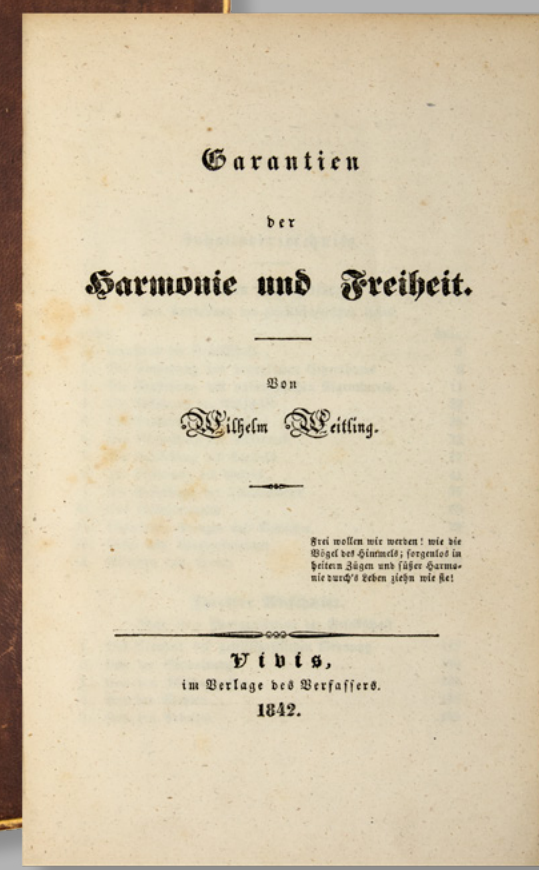 Garantien
der
Harmonie und Freiheit.
Von
Wilhelm Weitling.
Frei wollen wir werden! wie die
Vögel des Himmels; sorgenlos in
heitern Zügen und süßer Harmo-
nie durch's Leben ziehn wie sie!
Vivis,
im Verlage des Verfassers.
1842.